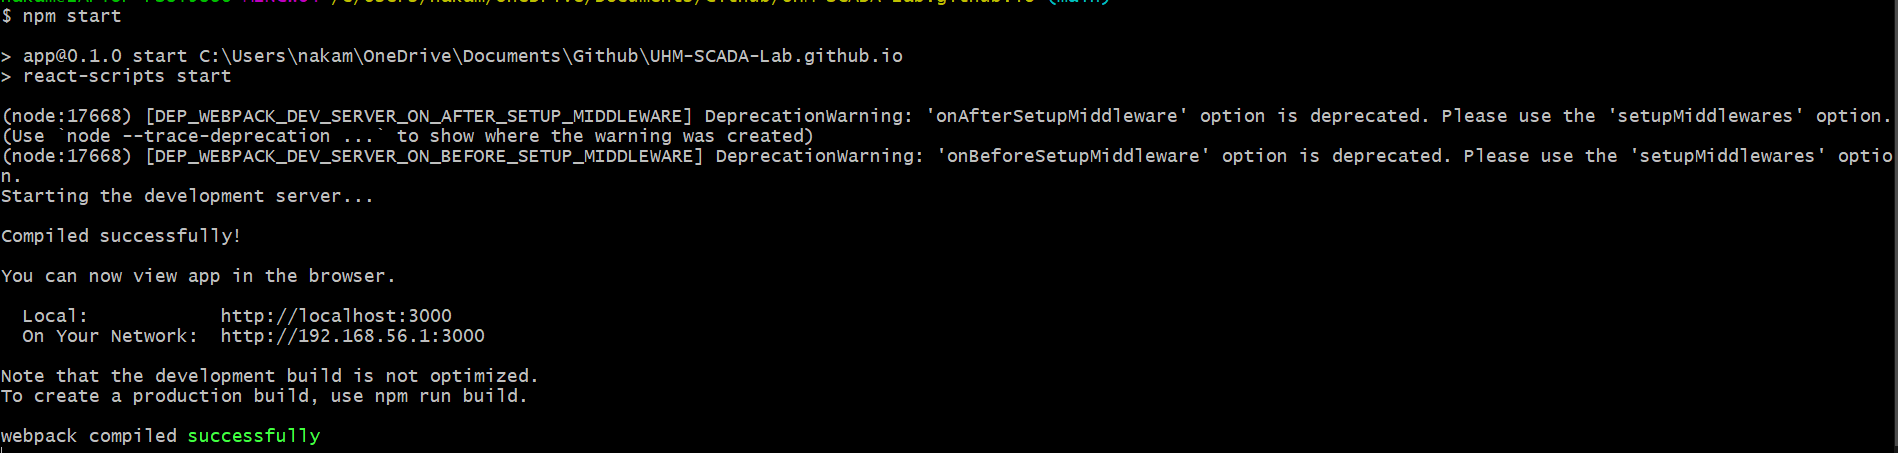 $ npm start
> app@0.1.0 start C:\Users\nakam\OneDrive\Documents\Github\UHM-SCADA-Lab.github.io
> react-scripts start
(node:17668) [DEP_WEBPACK_DEV_SERVER_ON_AFTER_SETUP_MIDDLEWARE] DeprecationWarning: 'onAfterSetupMiddleware' option is deprecated. Please use the 'setupMiddlewares' option.
(Use `node --trace-deprecation ...` to show where the warning was created)
(node:17668) [DEP_WEBPACK_DEV_SERVER_ON_BEFORE_SETUP_MIDDLEWARE] DeprecationWarning: 'onBeforeSetupMiddleware' option is deprecated. Please use the 'setupMiddlewares' optio
n.
Starting the development server...
Compiled successfully!
You can now view app in the browser.
Local: http://localhost:3000
On Your Network: http://192.168.56.1:3000
Note that the development build is not optimized.
To create a production build, use npm run build.
webpack compiled successfully